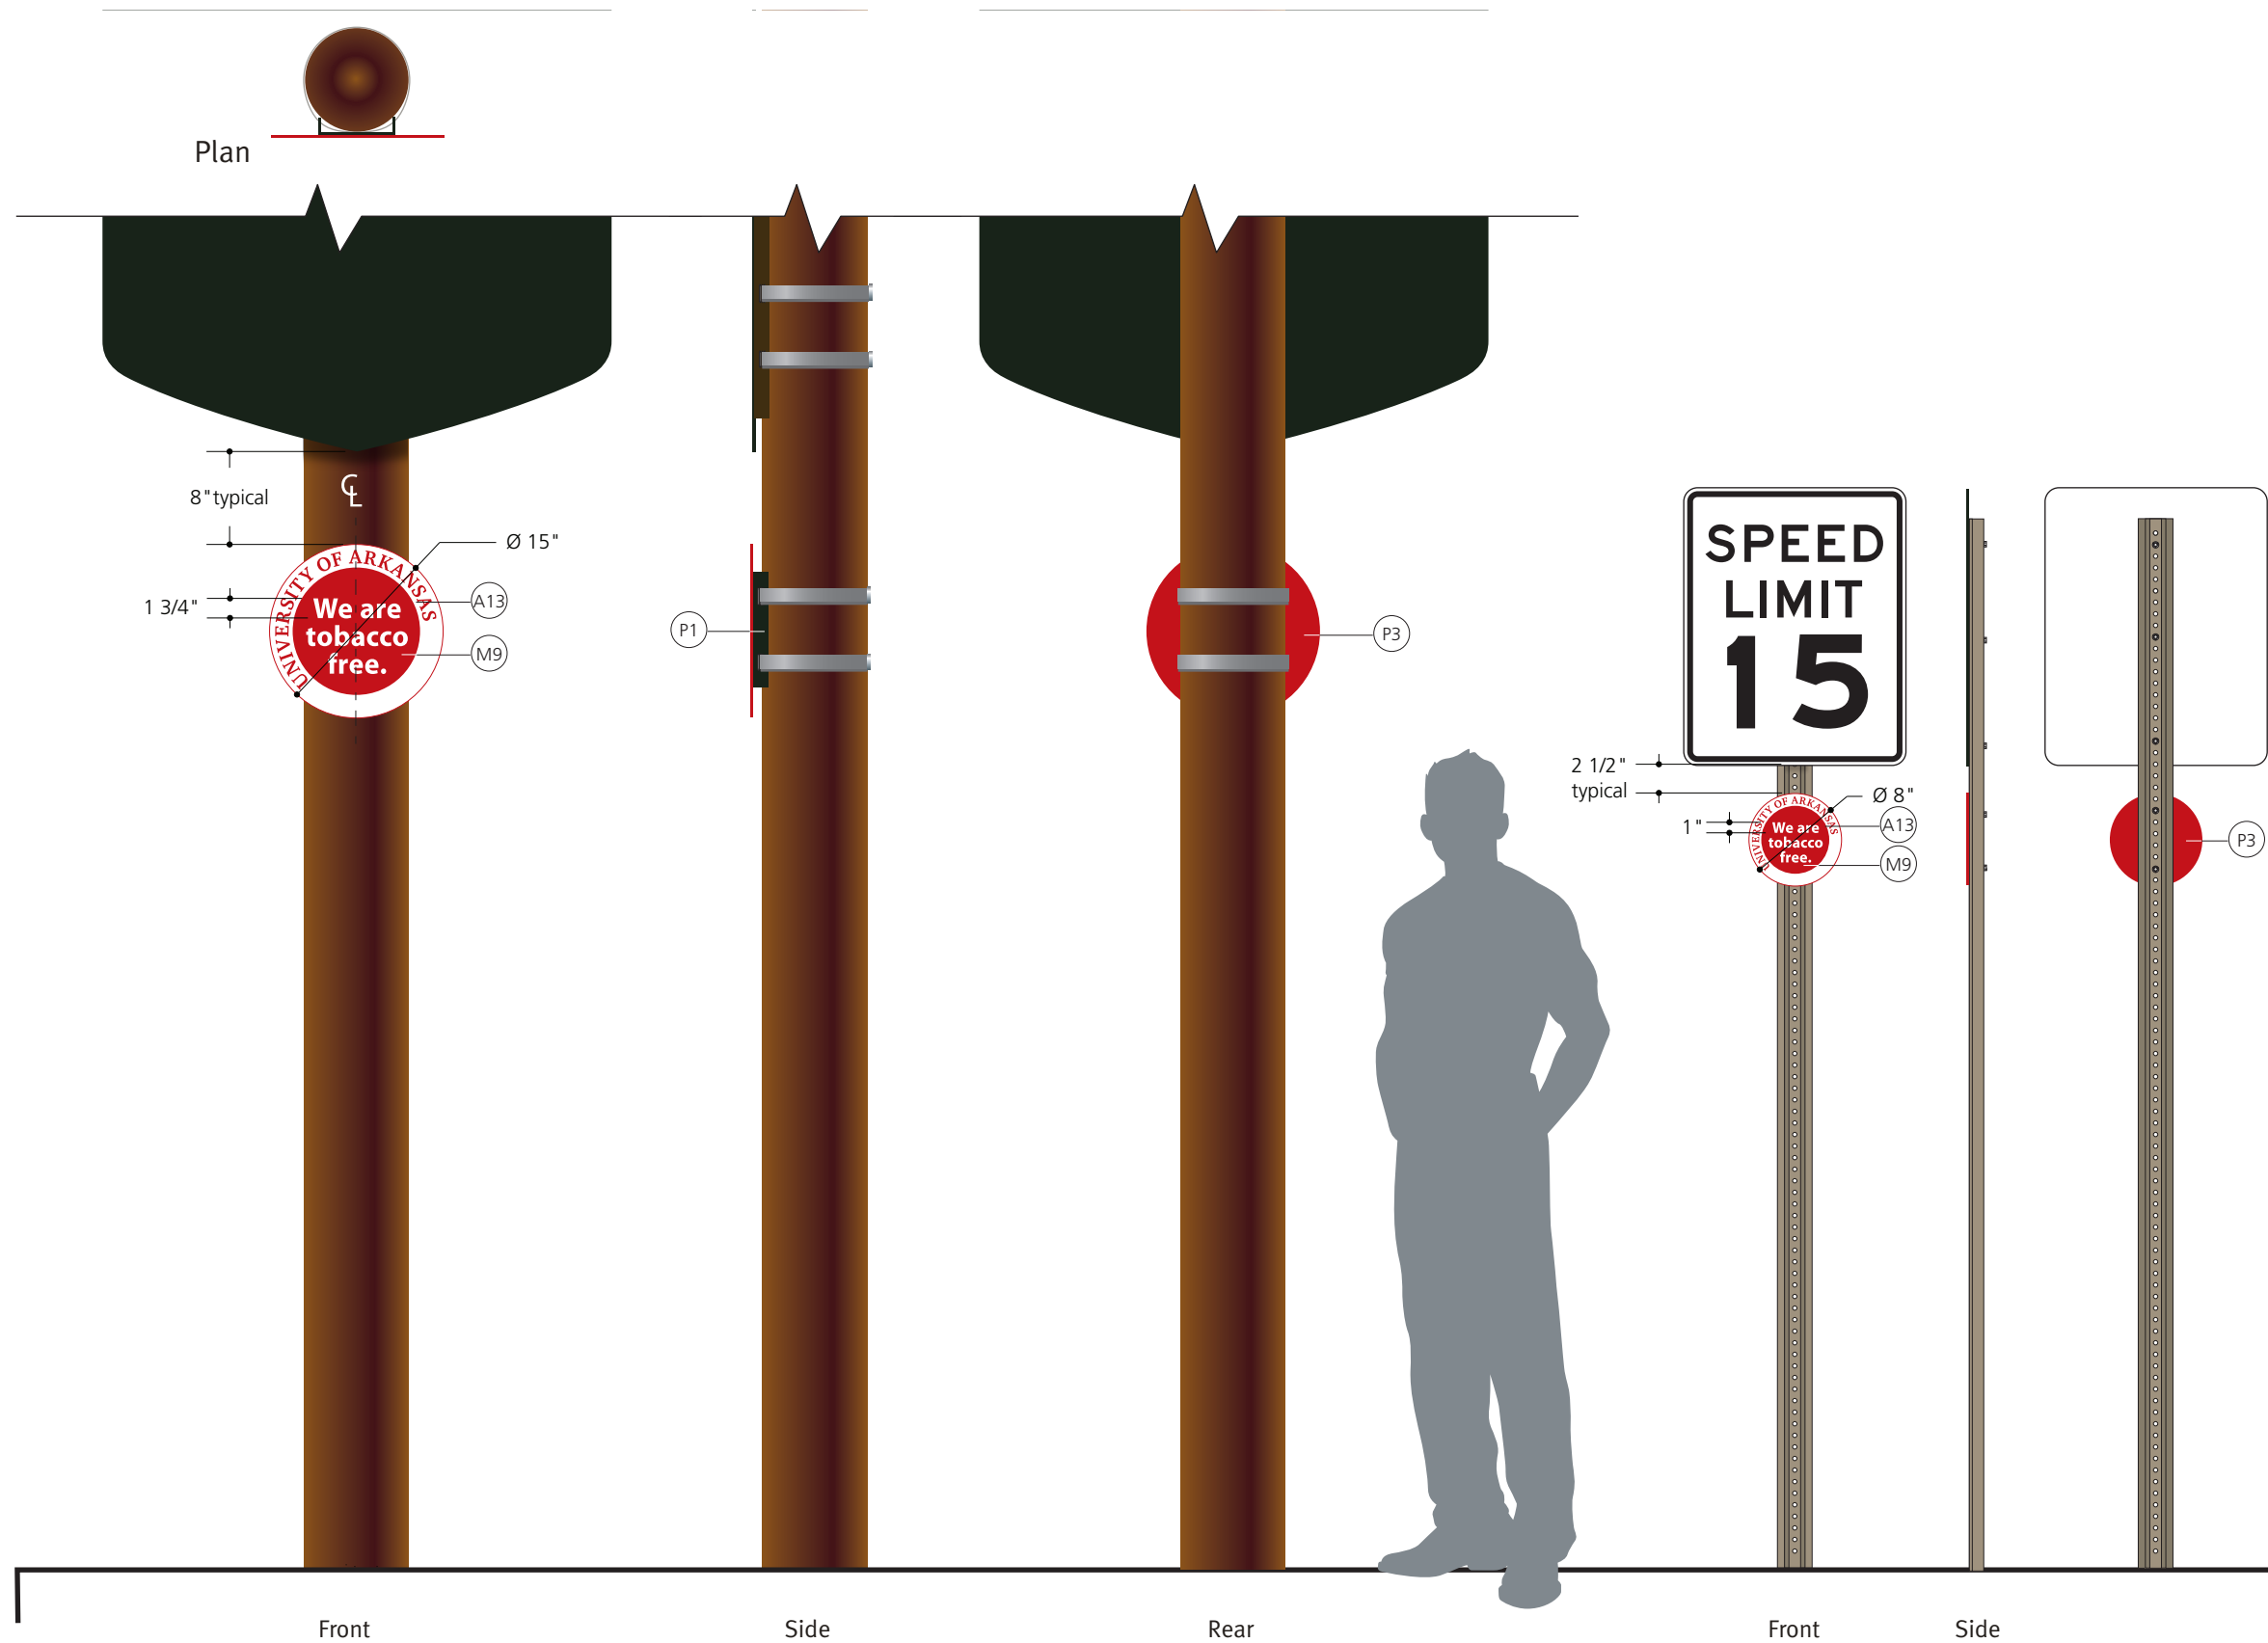 Plan
℄
8" typical
Ø 15"
UNIVERSITY OF ARKANSAS
1 3/4"
We are
tobacco
free.
A13
M9
P1
P3
SPEED
LIMIT
15
2 1/2"
typical
Ø 8"
1"
UNIVERSITY OF ARKANSAS
We are
tobacco
free.
A13
M9
P3
Front
Side
Rear
Front
Side